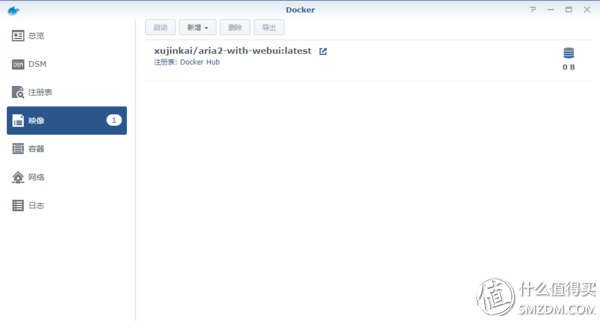 Docker
启动 新增 删除 导出
总览
xujinkai/aria2-with-webui:latest
注册表: Docker Hub
0 B
DSM
DSM
注册表
映像 1
容器
网络
日志
值 什么值得买
SMZDM.COM